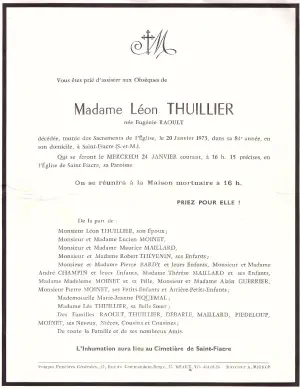 Vous êtes prié d'assister aux Obsèques de
Madame Léon THUILLIER
née Eugénie RAOULT
décédée, munie des Sacrements de l'Église, le 20 Janvier 1973, dans sa 81e année, en
son domicile, à Saint-Fiacre (S.-et-M.).
Qui se feront le MERCREDI 24 JANVIER courant, à 16 h. 15 précises, en
l'Église de Saint-Fiacre, sa Paroisse.
On se réunira à la Maison mortuaire à 16 h.
PRIEZ POUR ELLE !
De la part de :
Monsieur Léon THUILLIER, son Époux ;
Monsieur et Madame Lucien MOINET,
Monsieur et Madame Maurice MAILLARD,
Monsieur et Madame Robert THEVENIN, ses Enfants ;
Monsieur et Madame Pierre BARDY et leurs Enfants, Monsieur et Madame
André CHAMPIN et leurs Enfants, Madame Thérèse MAILLARD et ses Enfants,
Madame Madeleine MOINET et sa Fille, Monsieur et Madame Alain GUERRIER,
Monsieur Pierre MOINET, ses Petits-Enfants et Arrière-Petits-Enfants ;
Mademoiselle Marie-Jeanne PIQUEMAL ;
Madame Léa THUILLIER, sa Belle-Sœur ;
Des Familles RAOULT, THUILLIER, DEBARLE, MAILLARD, PIEDELOUP,
MOINET, ses Neveux, Nièces, Cousins et Cousines ;
De toute la Famille et de ses nombreux Amis.
L'Inhumation aura lieu au Cimetière de Saint-Fiacre
Pompes Funèbres Générales, MEAUX